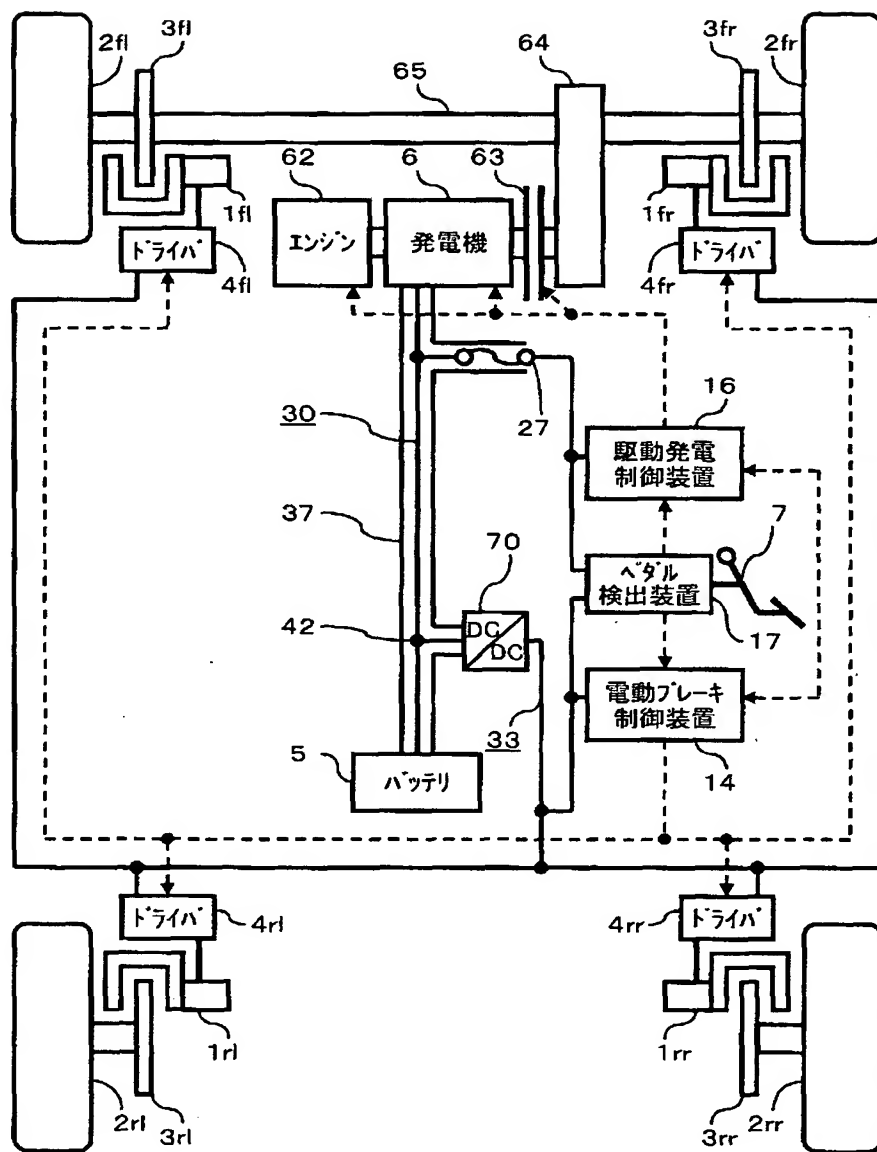 2fl
3fl
64
3fr
2fr
65
62
6
63
エンジン
発電機
1fl
1fr
ドライバ
ドライバ
4fl
4fr
27
30
16
駆動発電
制御装置
37
70
7
DC
DC
ペダル
検出装置
17
42
電動ブレーキ
制御装置
33
5
バッテリ
14
ドライバ
4rl
4rr
ドライバ
1rl
1rr
2rl
3rl
3rr
2rr